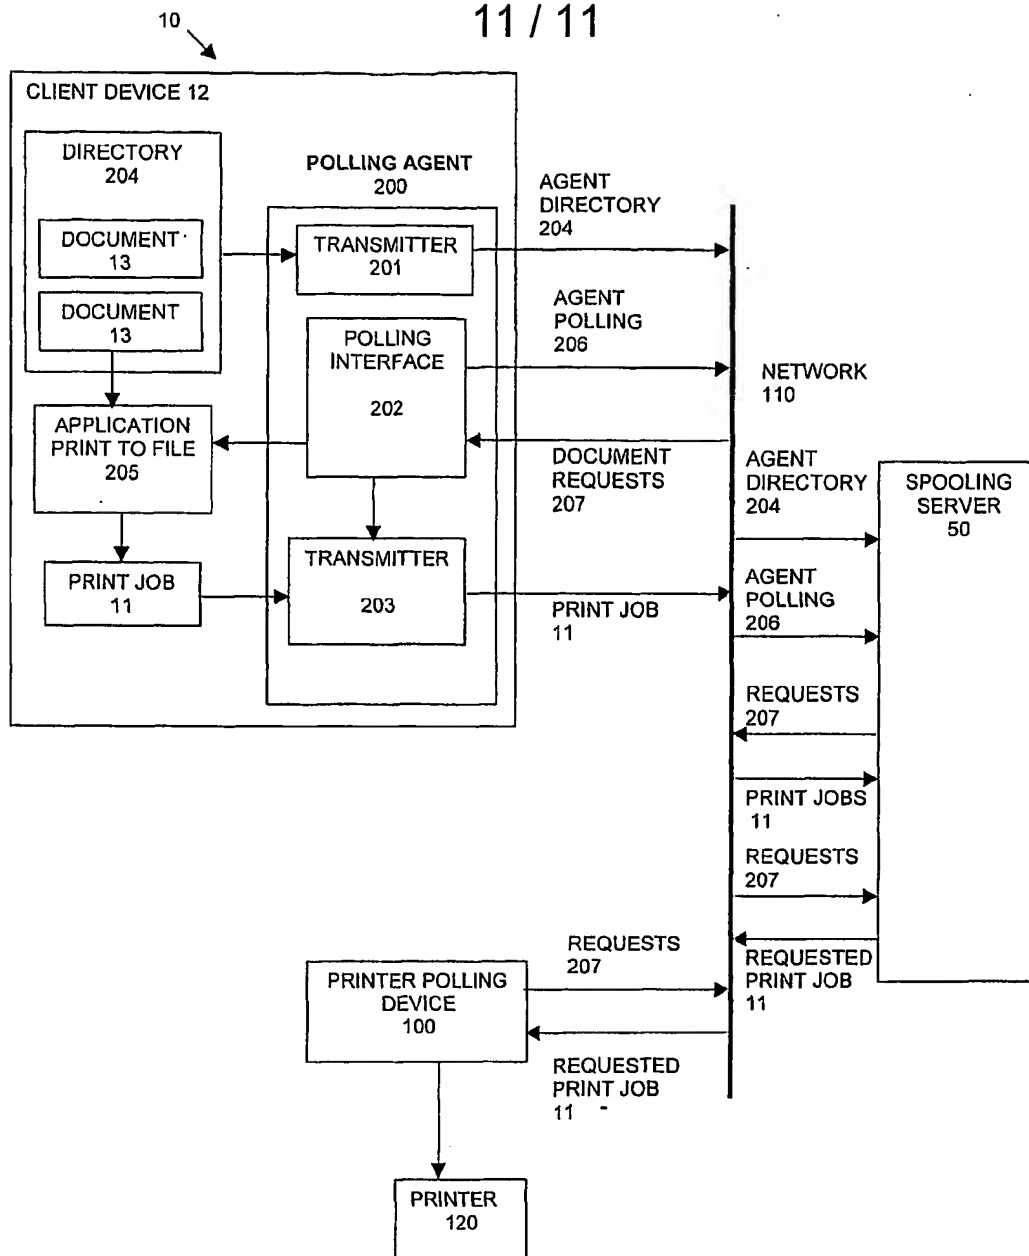 11 / 11
10
CLIENT DEVICE 12
DIRECTORY
204
DOCUMENT
13
DOCUMENT
13
APPLICATION
PRINT TO FILE
205
PRINT JOB
11
POLLING AGENT
200
TRANSMITTER
201
POLLING
INTERFACE
202
TRANSMITTER
203
AGENT
DIRECTORY
204
AGENT
POLLING
206
DOCUMENT
REQUESTS
207
PRINT JOB
11
NETWORK
110
AGENT
DIRECTORY
204
AGENT
POLLING
206
REQUESTS
207
PRINT JOBS
11
REQUESTS
207
REQUESTED
PRINT JOB
11
SPOOLING
SERVER
50
REQUESTS
207
PRINTER POLLING
DEVICE
100
REQUESTED
PRINT JOB
11
PRINTER
120